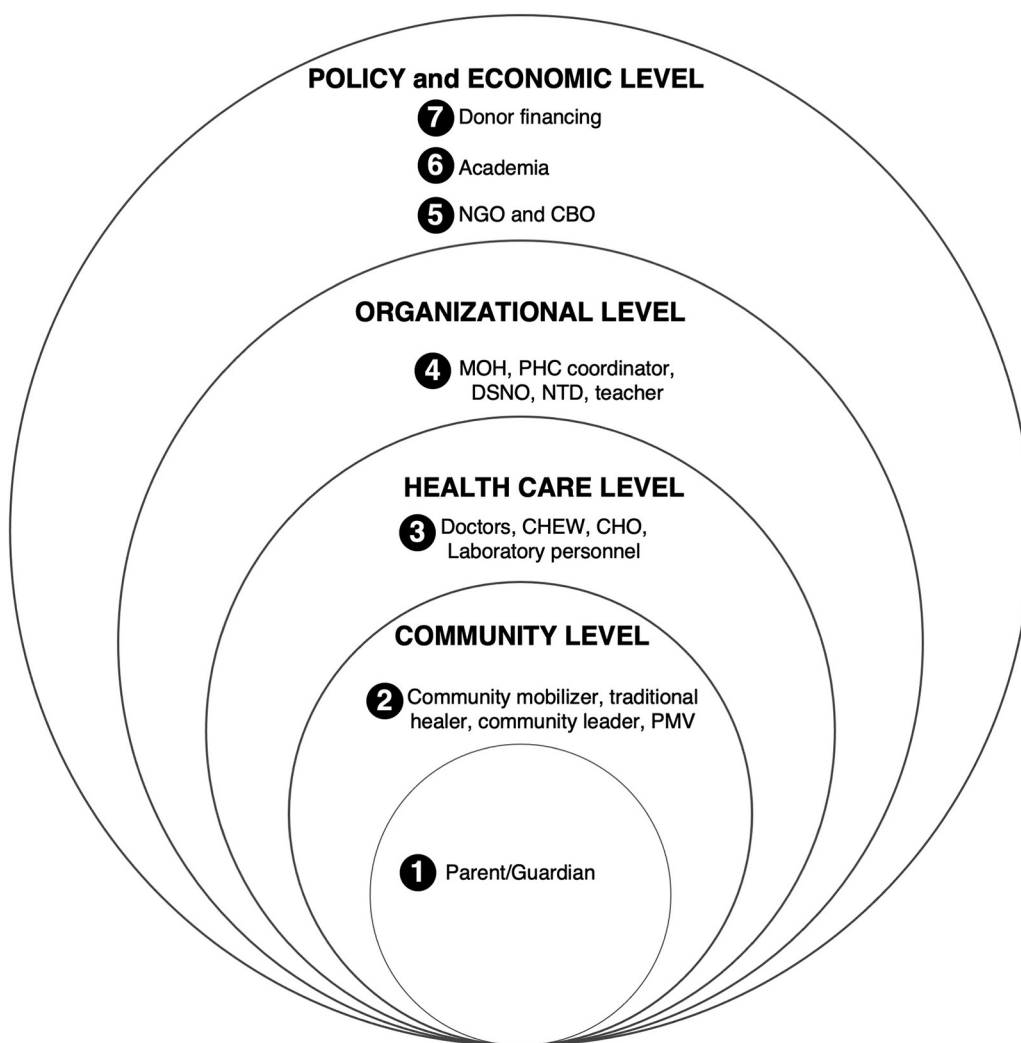 POLICY and ECONOMIC LEVEL
7 Donor financing
6 Academia
5 NGO and CBO
ORGANIZATIONAL LEVEL
4 MOH, PHC coordinator,
DSNO, NTD, teacher
HEALTH CARE LEVEL
3 Doctors, CHEW, CHO,
Laboratory personnel
COMMUNITY LEVEL
2 Community mobilizer, traditional
healer, community leader, PMV
1 Parent/Guardian